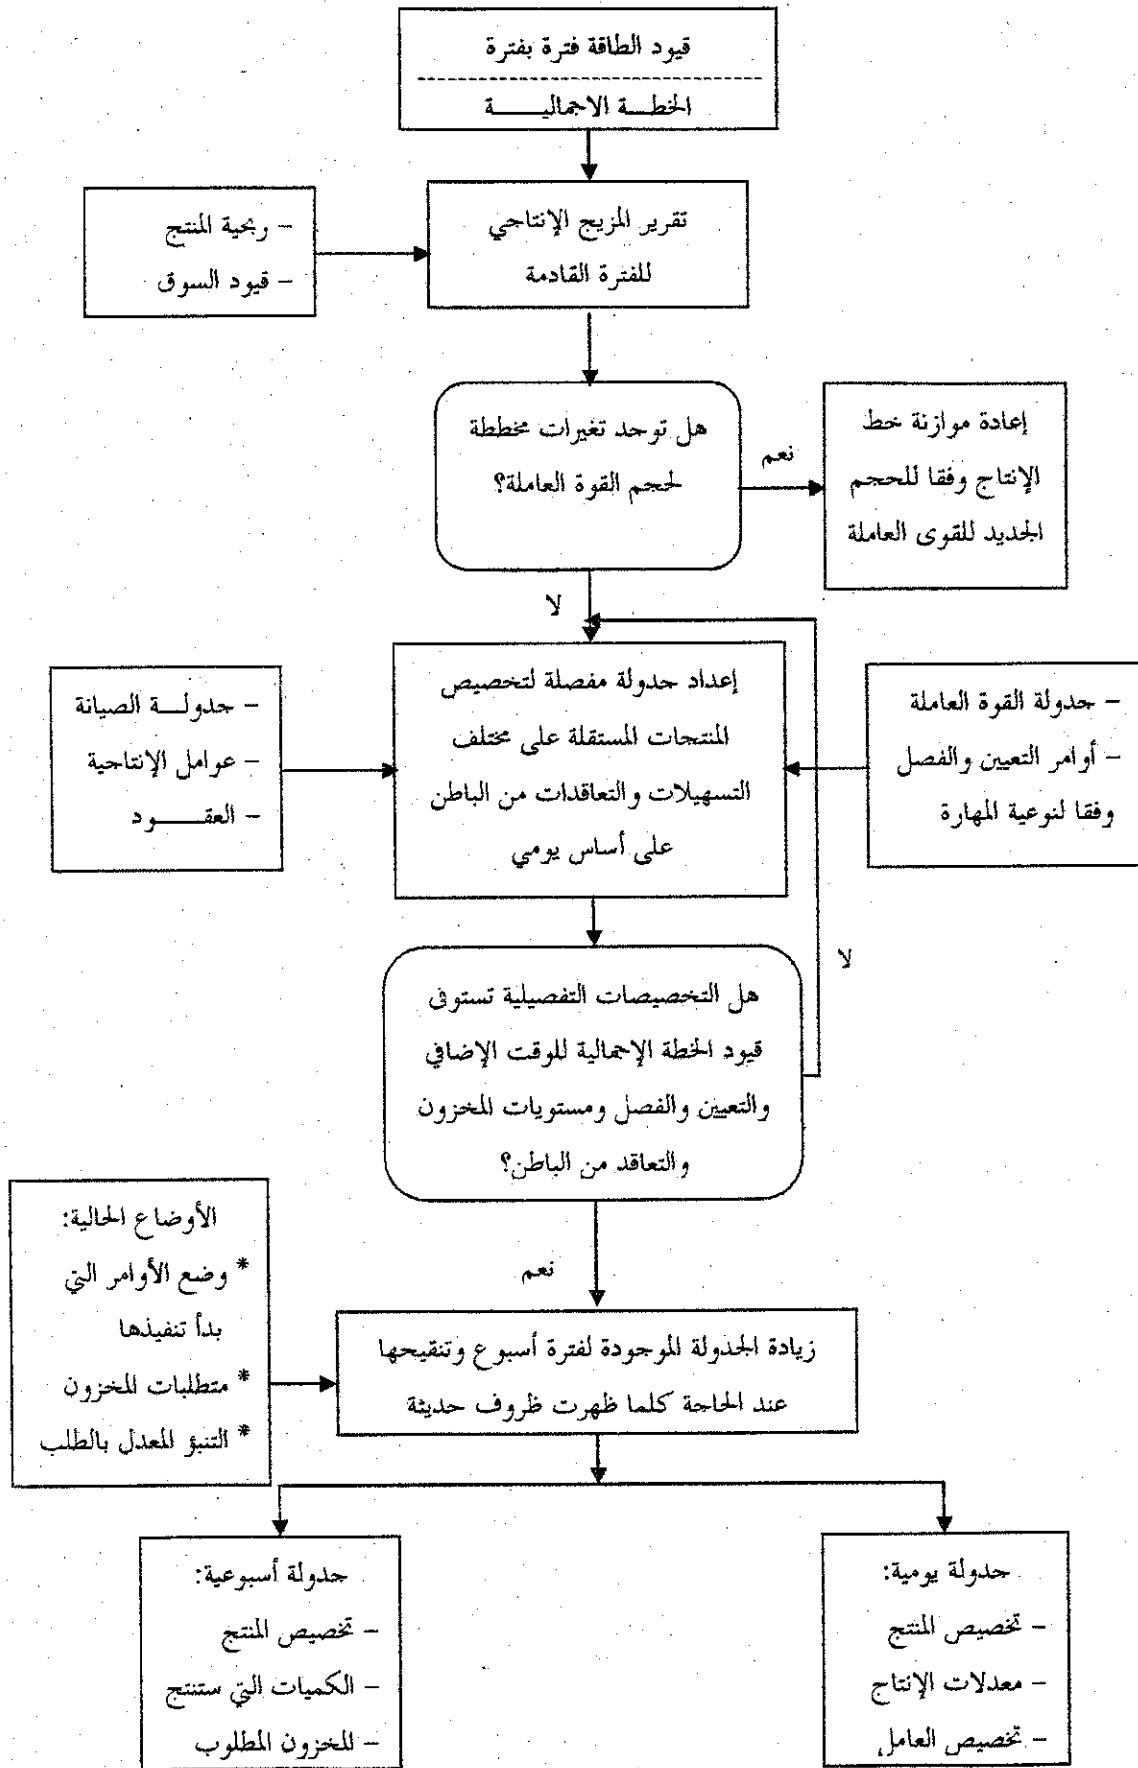 قيود الطاقة فترة بفترة
الخطـــة الاجماليـــــة
تقرير المزيج الإنتاجي
للفترة القادمة
- ربحية المنتج
- قيود السوق
هل توجد تغيرات مخططة
لحجم القوة العاملة؟
نعم
إعادة موازنة خط
الإنتاج وفقا للحجم
الجديد للقوى العاملة
لا
إعداد جدولة مفصلة لتخصيص
المنتجات المستقلة على مختلف
التسهيلات والتعاقدات من الباطن
على أساس يومي
- جدولة القوة العاملة
- أوامر التعيين والفصل
وفقا لنوعية المهارة
- جدولـــة الصيانة
- عوامل الإنتاجية
- العقـــــود
لا
هل التخصيصات التفصيلية تستوفى
قيود الخطة الإجمالية للوقت الإضافي
والتعيين والفصل ومستويات المخزون
والتعاقد من الباطن؟
نعم
الأوضاع الحالية:
* وضع الأوامر التي
بدأ تنفيذها
* متطلبات المخزون
* التنبؤ المعدل بالطلب
زيادة الجدولة الموجودة لفترة أسبوع وتنقيحها
عند الحاجة كلما ظهرت ظروف حديثة
جدولة يومية:
- تخصيص المنتج
- معدلات الإنتاج
- تخصيص العامل
جدولة أسبوعية:
- تخصيص المنتج
- الكميات التي ستنتج
- المخزون المطلوب